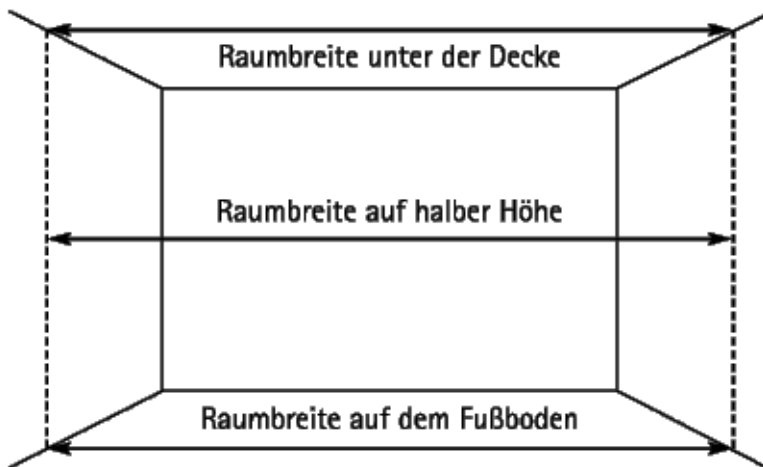 Raumbreite unter der Decke
Raumbreite auf halber Höhe
Raumbreite auf dem Fußboden